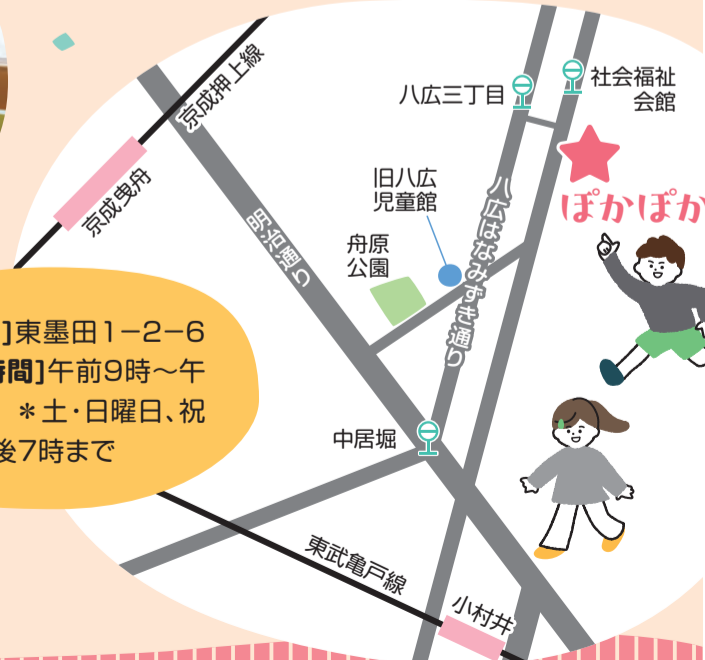 京成押上線
八広三丁目
社会福祉
会館
京成曳舟
旧八広
児童館
八広はなみずき通り
ぽかぽか
明治通り
舟原
公園
]東墨田1−2−6
時間]午前9時〜午
＊土・日曜日、祝
後7時まで
中居堀
東武亀戸線
小村井